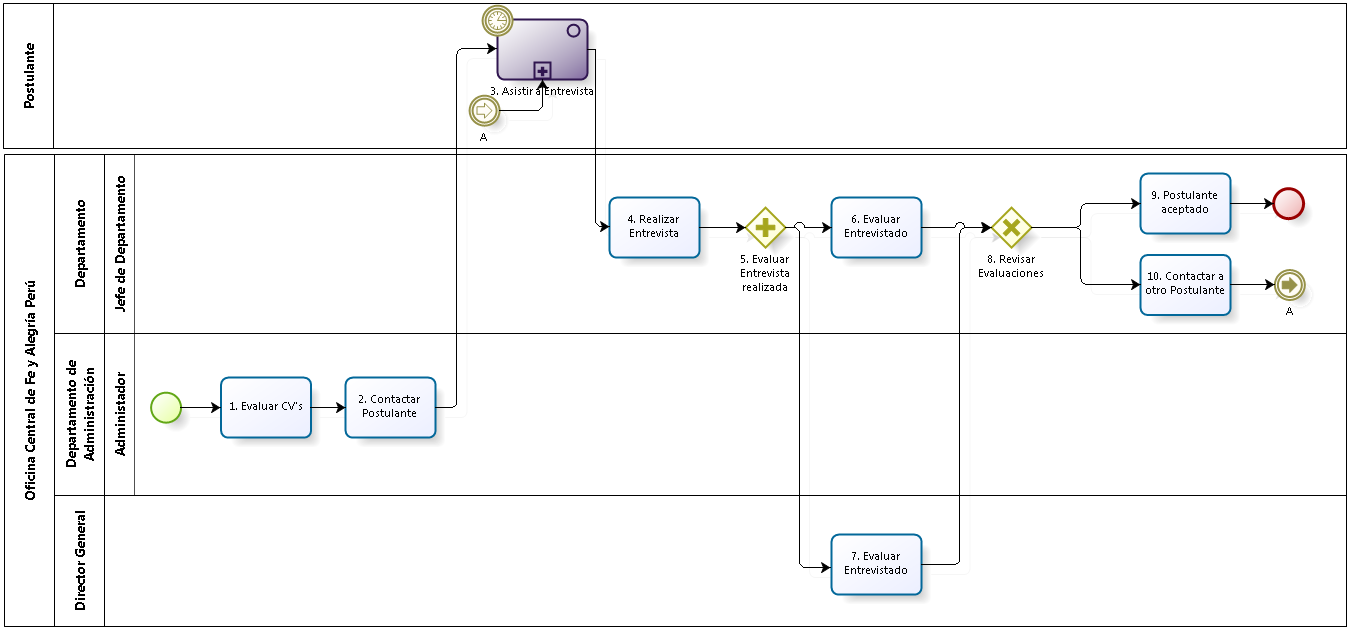 Postulante
3. Asistir a Entrevista
A
Oficina Central de Fe y Alegría Perú
Departamento
Jefe de Departamento
4. Realizar
Entrevista
5. Evaluar
Entrevista
realizada
6. Evaluar
Entrevistado
8. Revisar
Evaluaciones
9. Postulante
aceptado
10. Contactar a
otro Postulante
A
Departamento de
Administración
Administador
1. Evaluar CV's
2. Contactar
Postulante
Director General
7. Evaluar
Entrevistado